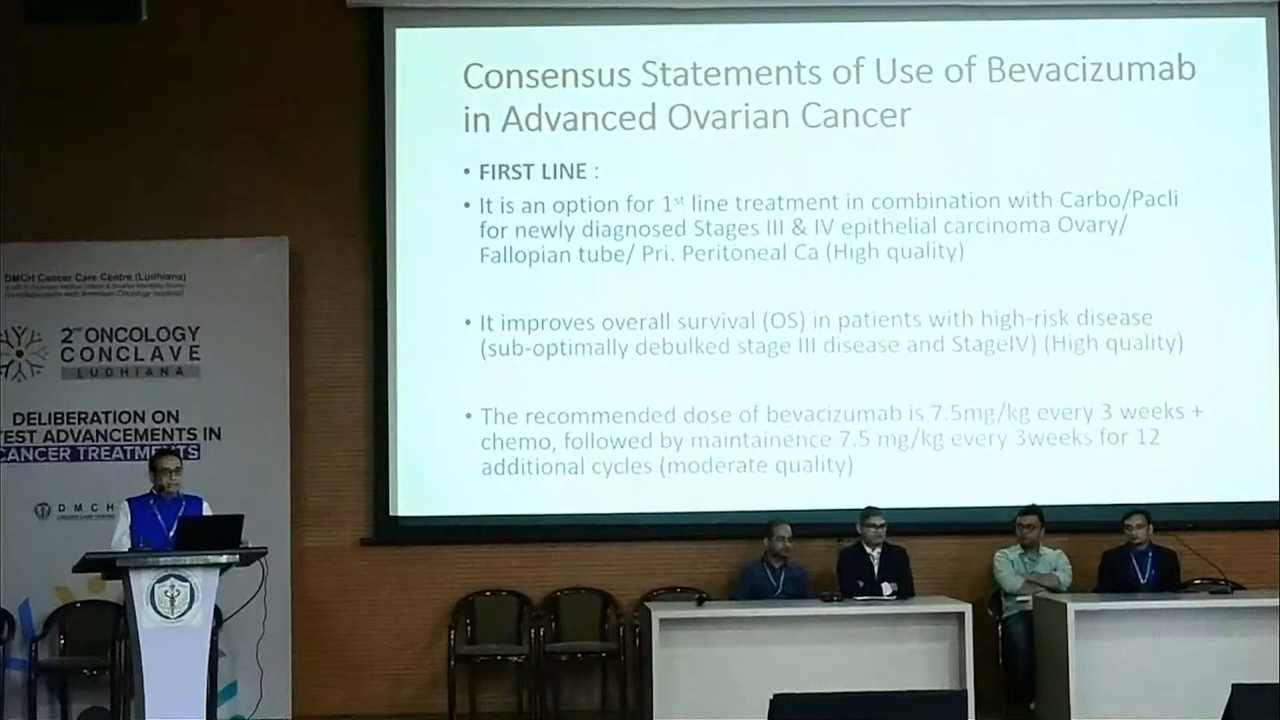 Consensus Statements of Use of Bevacizumab
in Advanced Ovarian Cancer
• FIRST LINE :
• It is an option for 1st line treatment in combination with Carbo/Pacli
for newly diagnosed Stages III & IV epithelial carcinoma Ovary/
Fallopian tube/ Pri. Peritoneal Ca (High quality)
• It improves overall survival (OS) in patients with high-risk disease
(sub-optimally debulked stage III disease and StageIV) (High quality)
• The recommended dose of bevacizumab is 7.5mg/kg every 3 weeks +
chemo, followed by maintainence 7.5 mg/kg every 3weeks for 12
additional cycles (moderate quality)
DMCH Cancer Care Centre (Ludhiana)
2nd ONCOLOGY
CONCLAVE
LUDHIANA
DELIBERATION ON
TEST ADVANCEMENTS IN
CANCER TREATMENTS
DMCH